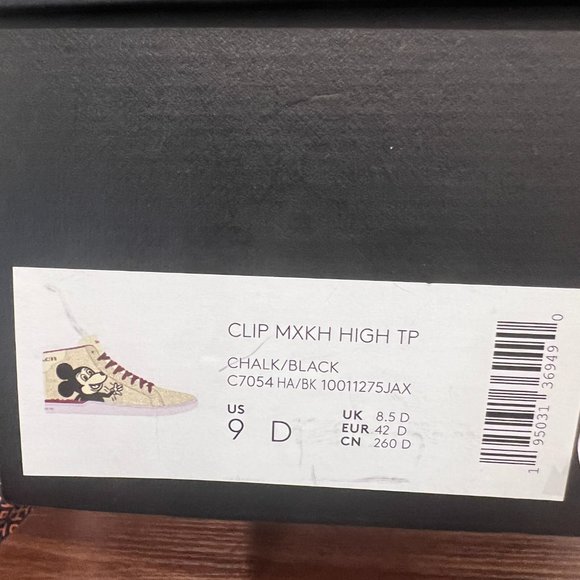 CLIP MXKH HIGH TP
CHALK/BLACK
C7054 HA/BK 10011275JAX
US
9 D
UK 8.5 D
EUR 42 D
CN 260 D
1 95031 36949 0